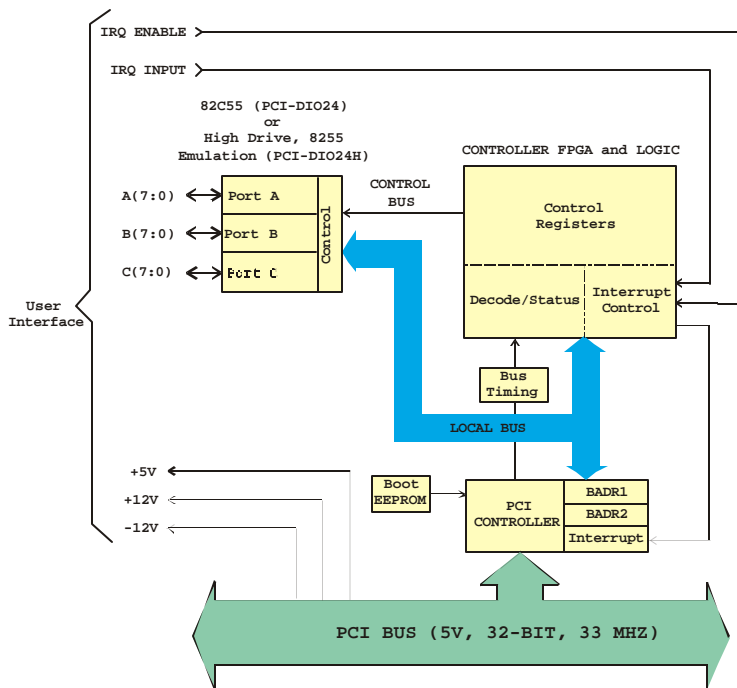 IRQ ENABLE
IRQ INPUT
82C55 (PCI-DIO24)
or
High Drive, 8255
Emulation (PCI-DIO24H)
CONTROLLER FPGA and LOGIC
A(7:0)
Port A
B(7:0)
Port B
C(7:0)
Port C
Control
CONTROL
BUS
Control
Registers
Decode/Status
Interrupt
Control
User
Interface
Bus
Timing
LOCAL BUS
+5V
+12V
-12V
Boot
EEPROM
PCI
CONTROLLER
BADR1
BADR2
Interrupt
PCI BUS (5V, 32-BIT, 33 MHZ)